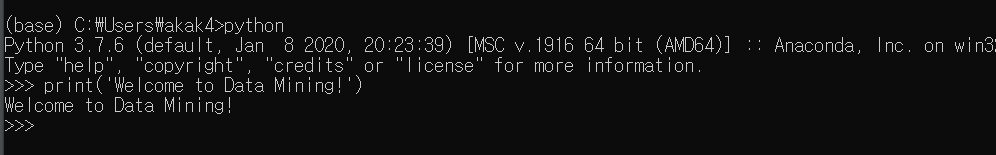 (base) C:₩Users₩akak4>python
Python 3.7.6 (default, Jan  8 2020, 20:23:39) [MSC v.1916 64 bit (AMD64)] :: Anaconda, Inc. on win32
Type "help", "copyright", "credits" or "license" for more information.
>>> print('Welcome to Data Mining!')
Welcome to Data Mining!
>>>